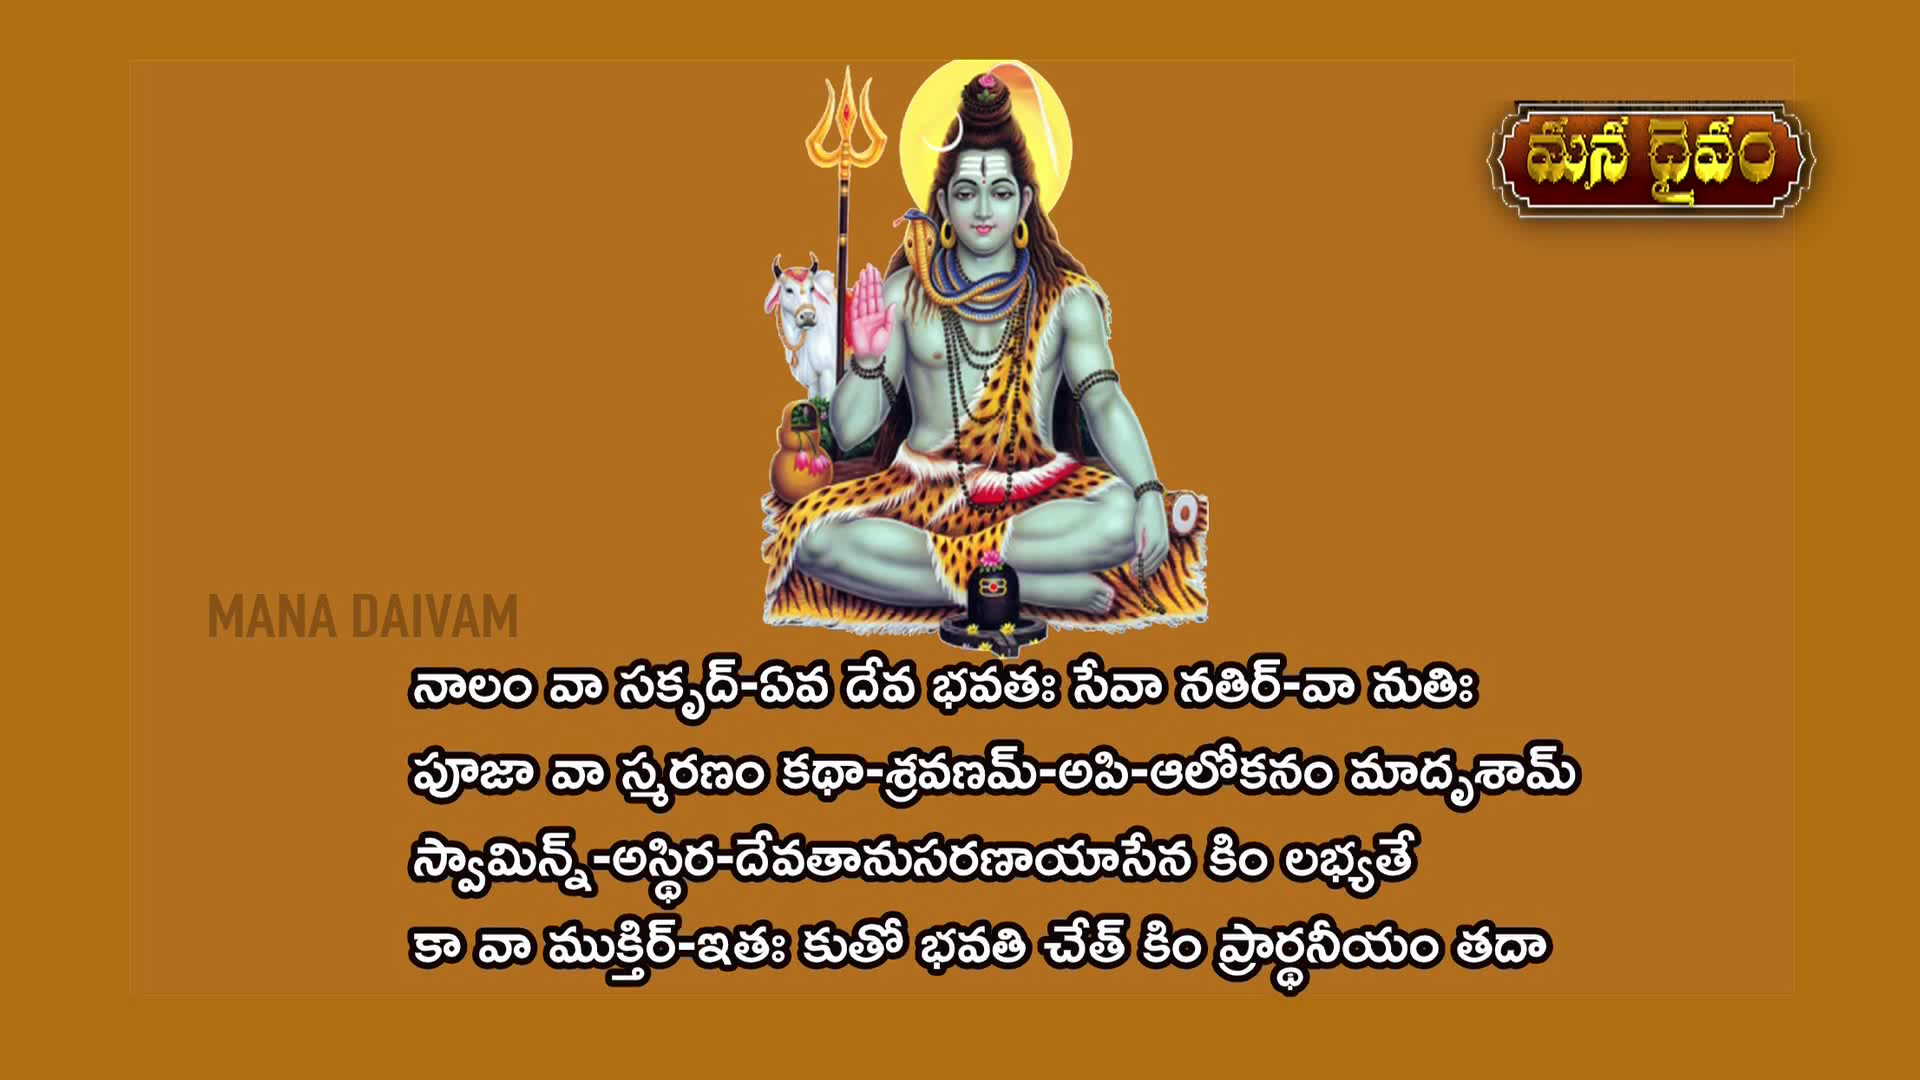 మన దైవం
MANA DAIVAM
నాలం వా సకృద్-ఏవ దేవ భవతః సేవా నతిర్-వా నుతిః
పూజా వా స్మరణం కథా-శ్రవణమ్-అపి-ఆలోకనం మాదృశామ్
స్వామిన్న్-అస్థిర-దేవతానుసరణాయాసేన కిం లభ్యతే
కా వా ముక్తిర్-ఇతః కుతో భవతి చేత్ కిం ప్రార్థనీయం తదా